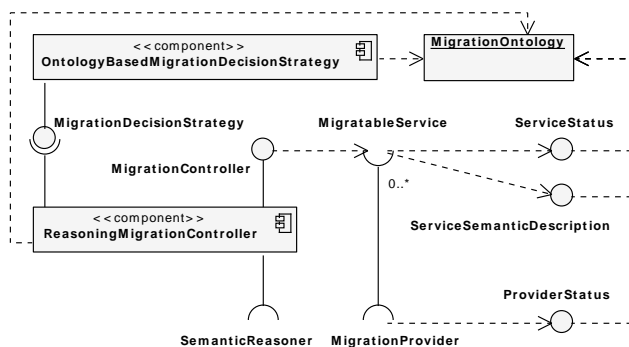 <<component>>
OntologyBasedMigrationDecisionStrategy
MigrationOntology
MigrationDecisionStrategy
MigratableService
ServiceStatus
MigrationController
0..*
<<component>>
ReasoningMigrationController
ServiceSemanticDescription
ProviderStatus
SemanticReasoner
MigrationProvider